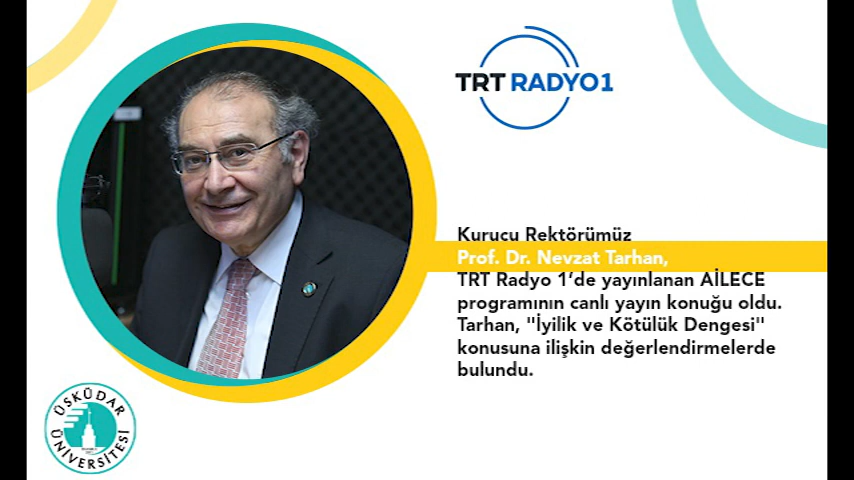 TRT RADYO1
Kurucu Rektörümüz
Prof. Dr. Nevzat Tarhan,
TRT Radyo 1'de yayınlanan AİLECE
programının canlı yayın konuğu oldu.
Tarhan, "İyilik ve Kötülük Dengesi"
konusuna ilişkin değerlendirmelerde
bulundu.
ÜSKÜDAR
ÜNİVERSİTESİ